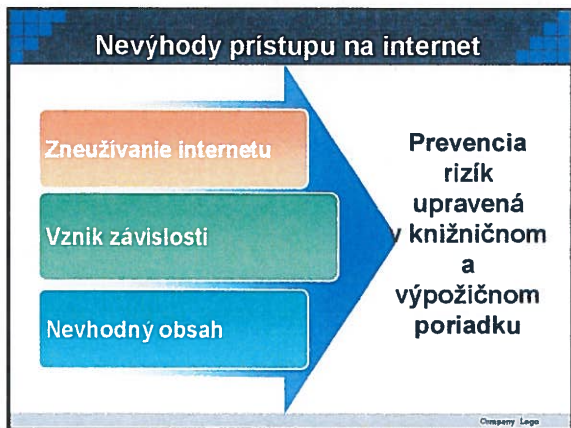 Nevýhody prístupu na internet
Zneužívanie internetu
Vznik závislosti
Nevhodný obsah
Prevencia
rizík
upravená
v knižničnom
a
výpožičnom
poriadku
Company Logo